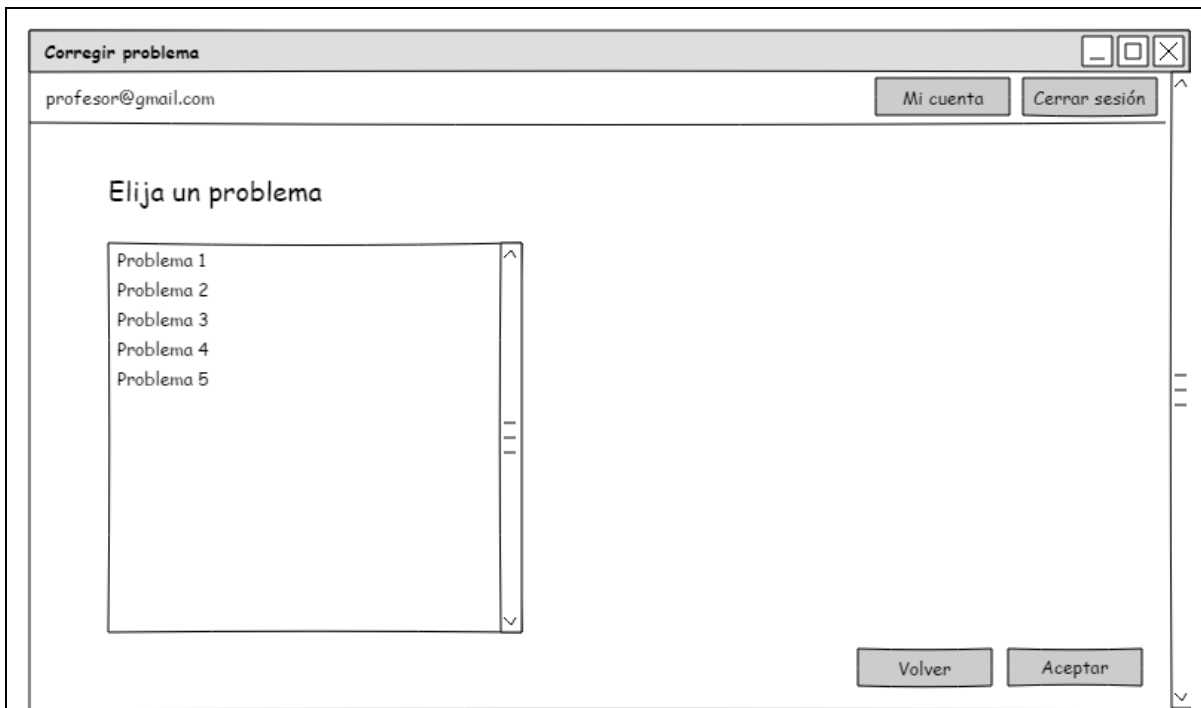 Corregir problema
profesor@gmail.com
Mi cuenta
Cerrar sesión
Elija un problema
Problema 1
Problema 2
Problema 3
Problema 4
Problema 5
Volver
Aceptar